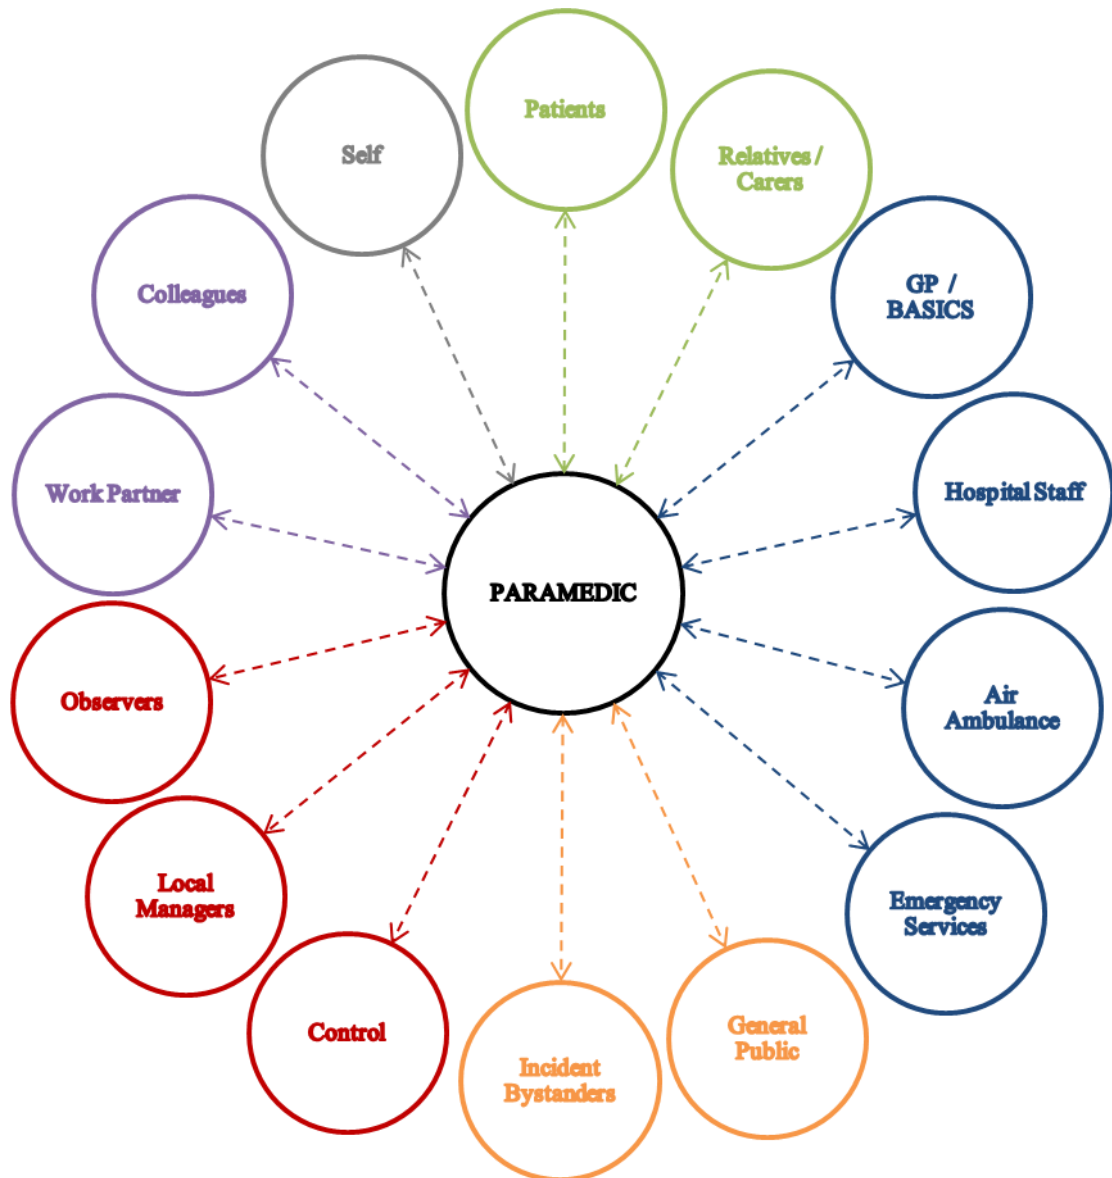 Patients
Relatives /
Carers
Self
GP /
BASICS
Colleagues
Hospital Staff
Work Partner
PARAMEDIC
Observers
Air
Ambulance
Local
Managers
Emergency
Services
Control
General
Public
Incident
Bystanders